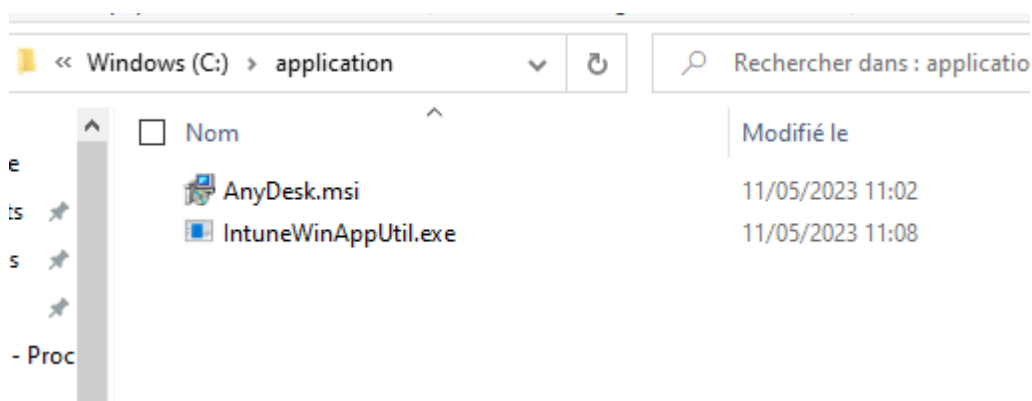 « Windows (C:) > application
Rechercher dans : applicatio
Nom
Modifié le
e
AnyDesk.msi 11/05/2023 11:02
ts
IntuneWinAppUtil.exe 11/05/2023 11:08
s
- Proc